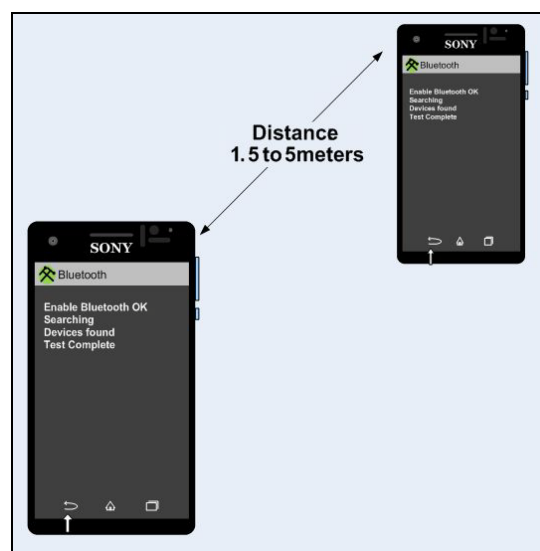 SONY
Bluetooth
Enable Bluetooth OK
Searching
Devices found
Test Complete
Distance
1.5 to 5meters
SONY
Bluetooth
Enable Bluetooth OK
Searching
Devices found
Test Complete